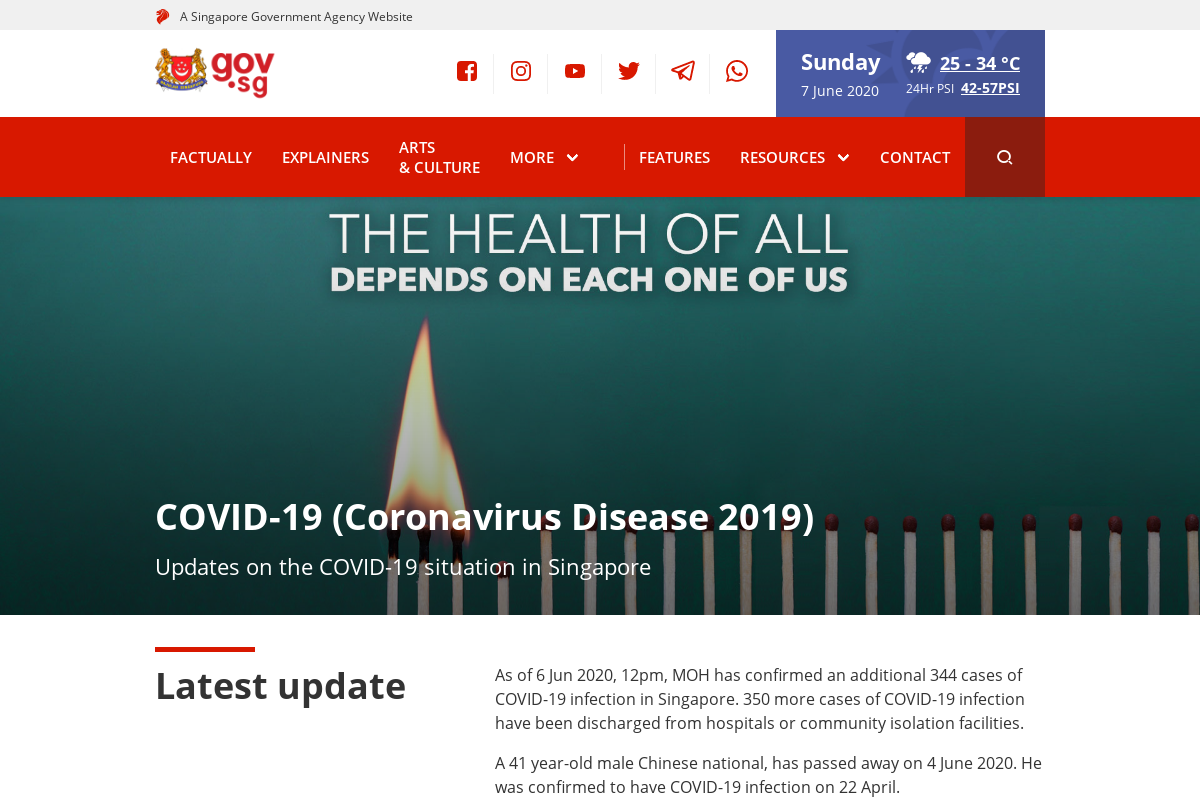 A Singapore Government Agency Website
gov
.sg
Sunday
7 June 2020
25 - 34 °C
24Hr PSI 42-57PSI
FACTUALLY
EXPLAINERS
ARTS
& CULTURE
MORE
FEATURES
RESOURCES
CONTACT
THE HEALTH OF ALL
DEPENDS ON EACH ONE OF US
COVID-19 (Coronavirus Disease 2019)
Updates on the COVID-19 situation in Singapore
Latest update
As of 6 Jun 2020, 12pm, MOH has confirmed an additional 344 cases of
COVID-19 infection in Singapore. 350 more cases of COVID-19 infection
have been discharged from hospitals or community isolation facilities.
A 41 year-old male Chinese national, has passed away on 4 June 2020. He
was confirmed to have COVID-19 infection on 22 April.